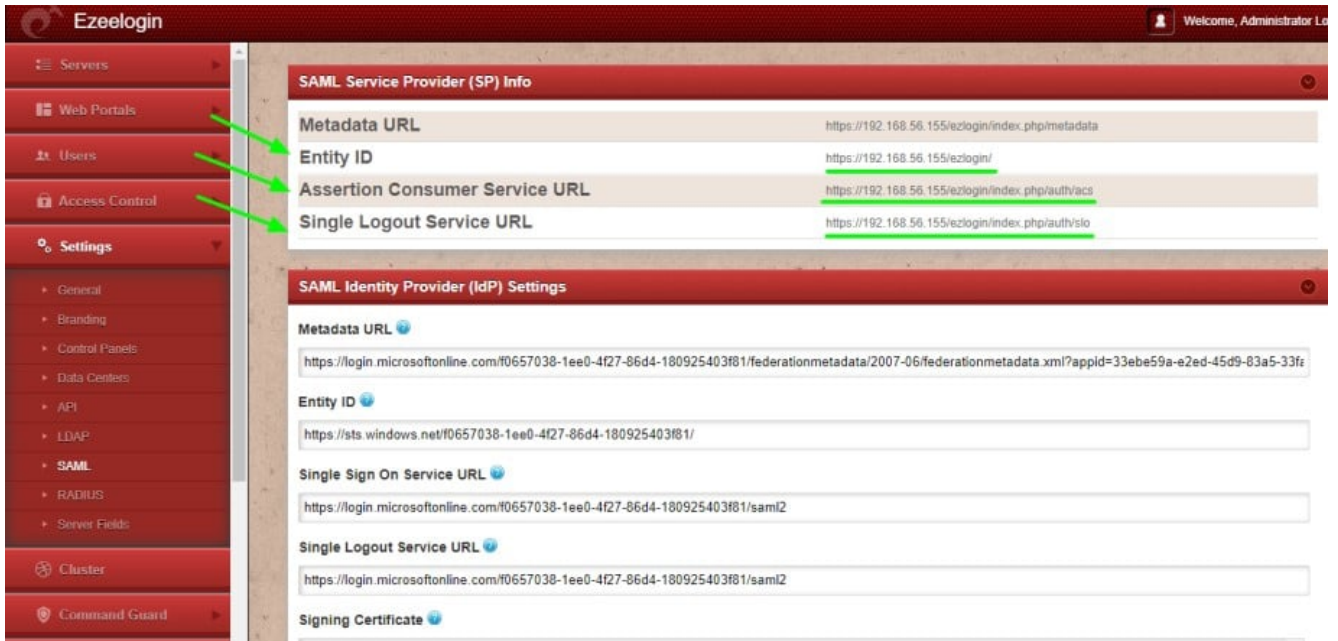 Ezeelogin
Welcome, Administrator Lo
Servers
Web Portals
Users
Access Control
Settings
General
Branding
Control Panels
Data Centers
API
LDAP
SAML
RADIUS
Server Fields
Cluster
Command Guard
SAML Service Provider (SP) Info
Metadata URL https://192.168.56.155/ezlogin/index.php/metadata
Entity ID https://192.168.56.155/ezlogin/
Assertion Consumer Service URL https://192.168.56.155/ezlogin/index.php/auth/acs
Single Logout Service URL https://192.168.56.155/ezlogin/index.php/auth/slo
SAML Identity Provider (IdP) Settings
Metadata URL
https://login.microsoftonline.com/f0657038-1ee0-4f27-86d4-180925403f81/federationmetadata/2007-06/federationmetadata.xml?appid=33ebe59a-e2ed-45d9-83a5-33fa
Entity ID
https://sts.windows.net/f0657038-1ee0-4f27-86d4-180925403f81/
Single Sign On Service URL
https://login.microsoftonline.com/f0657038-1ee0-4f27-86d4-180925403f81/saml2
Single Logout Service URL
https://login.microsoftonline.com/f0657038-1ee0-4f27-86d4-180925403f81/saml2
Signing Certificate